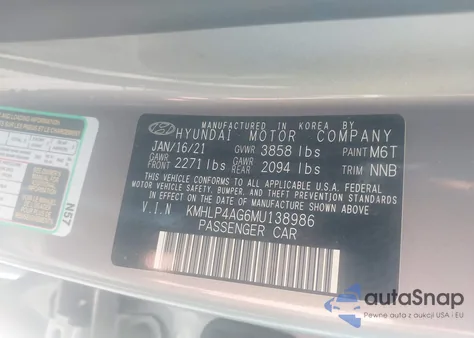 MANUFACTURED IN KOREA BY
HYUNDAI MOTOR COMPANY
JAN/16/21 GVWR 3858 lbs PAINT M6T
GAWR FRONT 2271 lbs GAWR REAR 2094 lbs TRIM NNB
THIS VEHICLE CONFORMS TO ALL APPLICABLE U.S.A. FEDERAL
MOTOR VEHICLE SAFETY, BUMPER, AND THEFT PREVENTION STANDARDS
IN EFFECT ON THE DATE OF MANUFACTURE SHOWN ABOVE.
V.I.N KMHLP4AG6MU138986
PASSENGER CAR
N57
autoSnap
Pewne auta z aukcji USA i EU